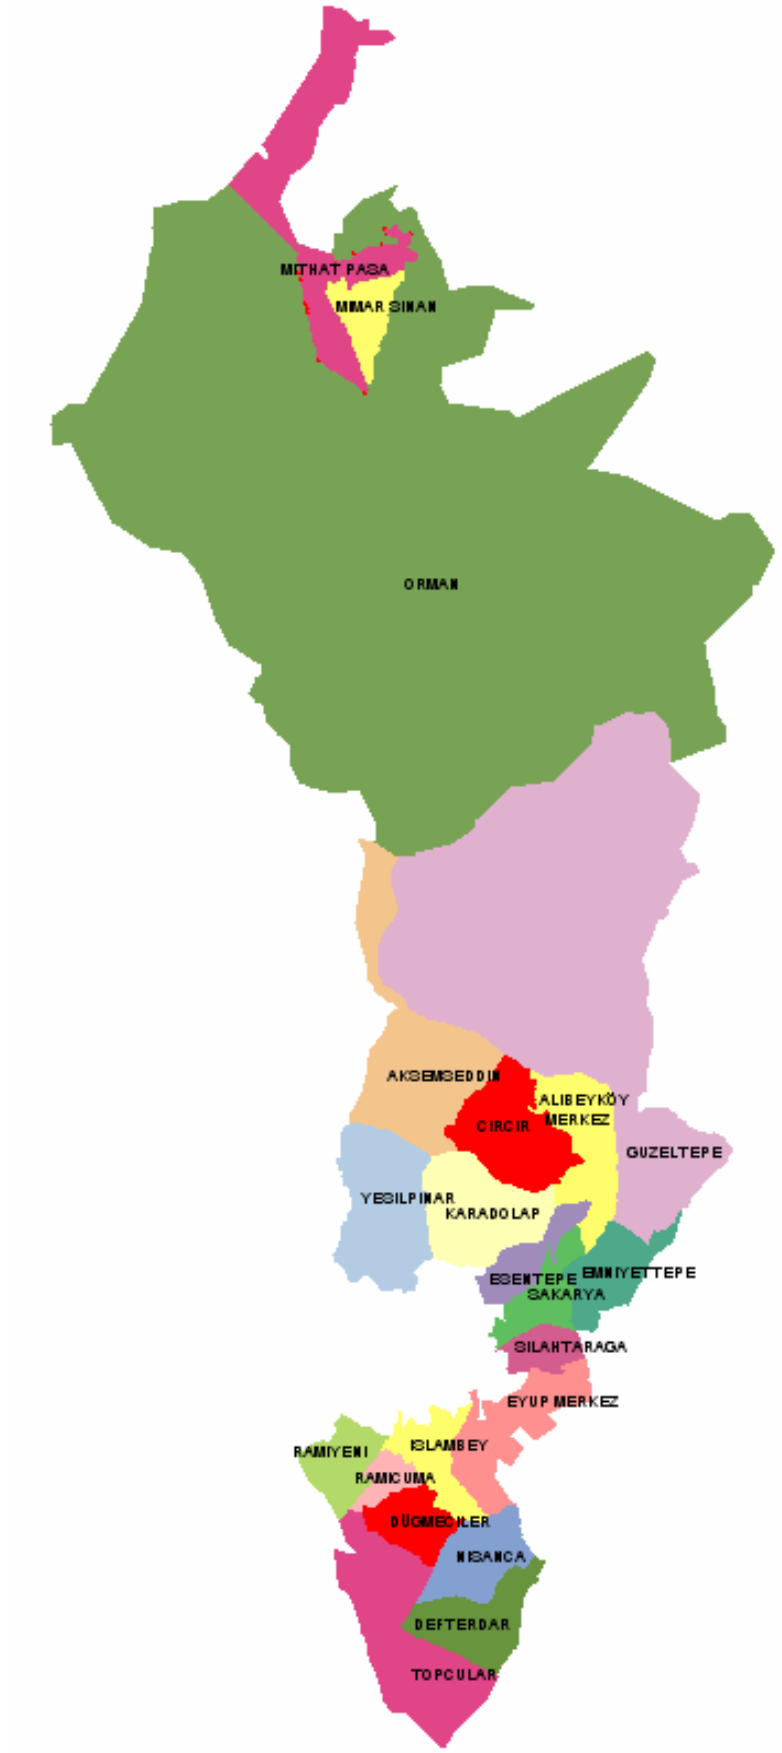 MITHAT PASA
MIMAR SINAN
ORMAN
AKSEMSEDDIN
ALIBEYKÖY
MERKEZ
CIRCIR
GUZELTEPE
YESILPINAR
KARADOLAP
EMNIYETTEPE
ESENTEPE
SAKARYA
SILAHTARAGA
EYUP MERKEZ
ISLAMBEY
RAMIYENI
RAMICUMA
DÜGMECILER
NISANCA
DEFTERDAR
TOPCULAR